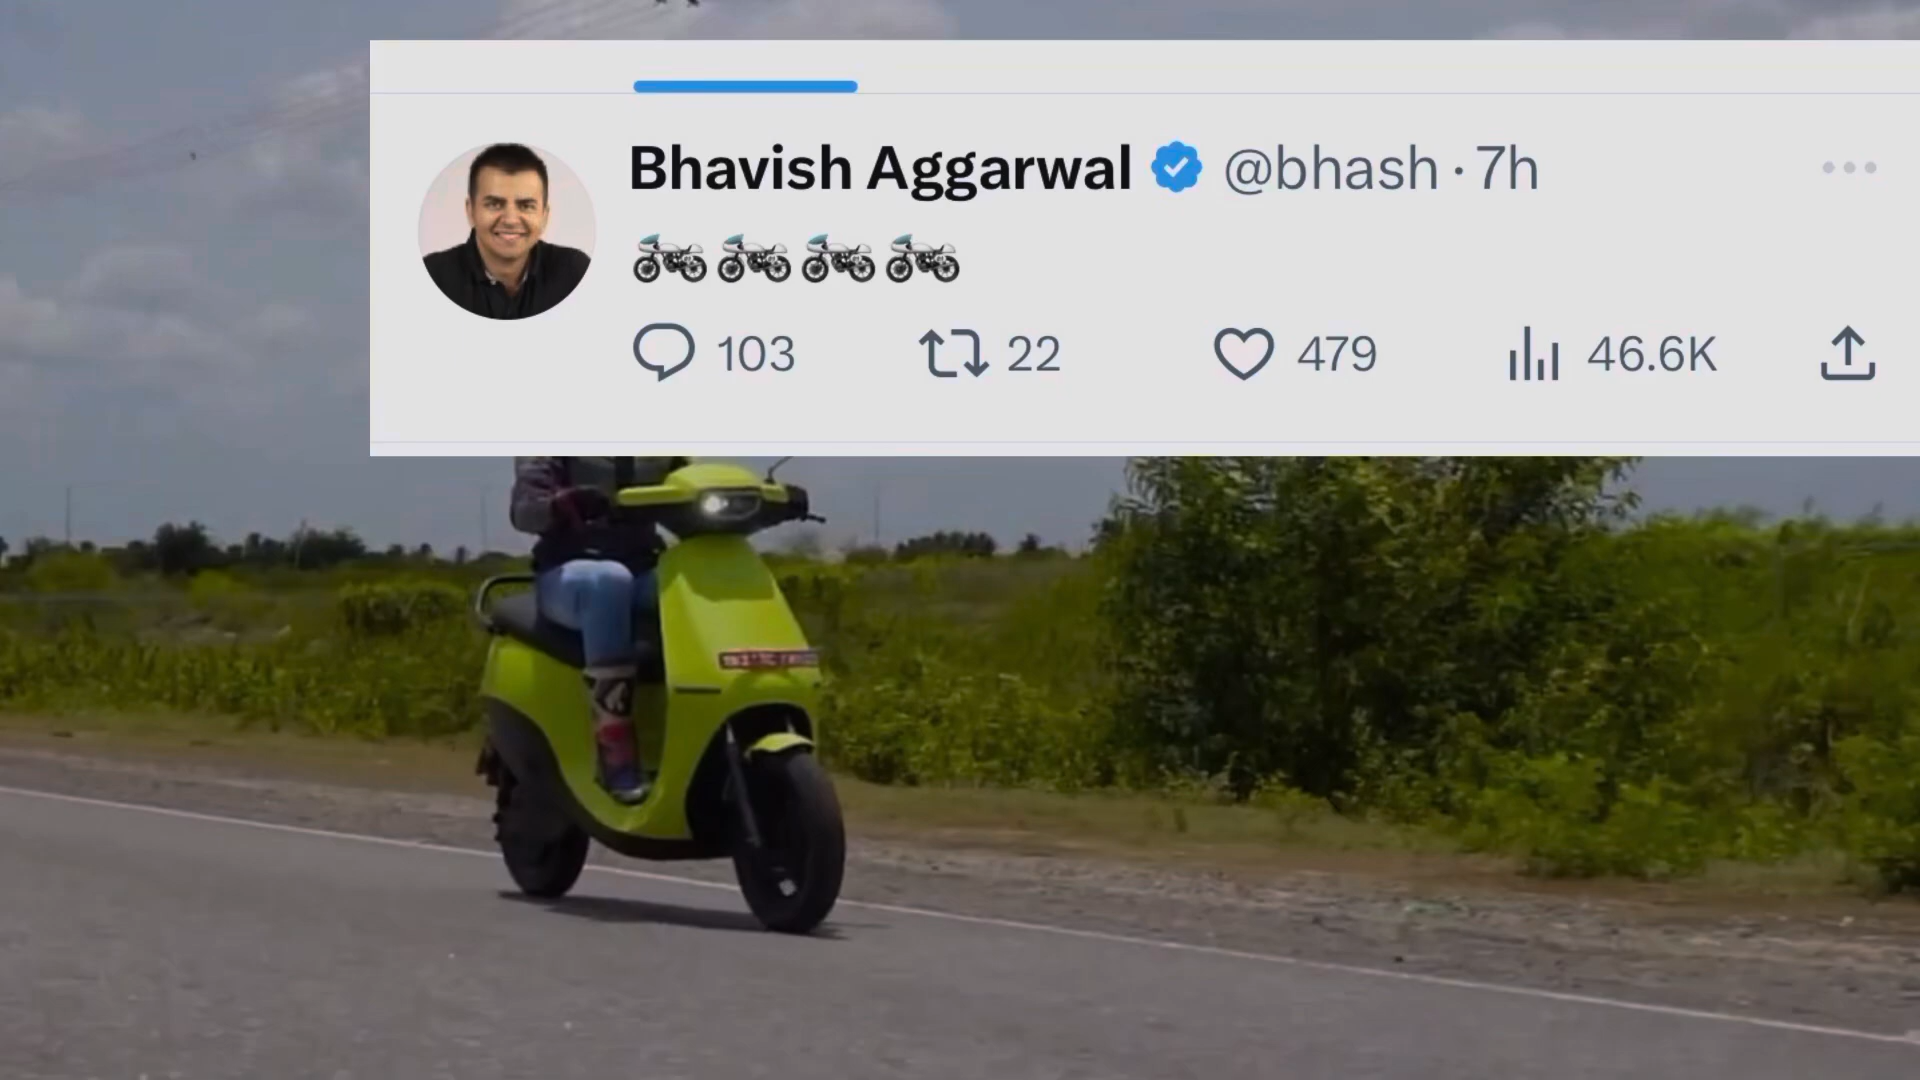 Bhavish Aggarwal @bhash · 7h
🏍️🏍️🏍️🏍️
103 22 479 46.6K